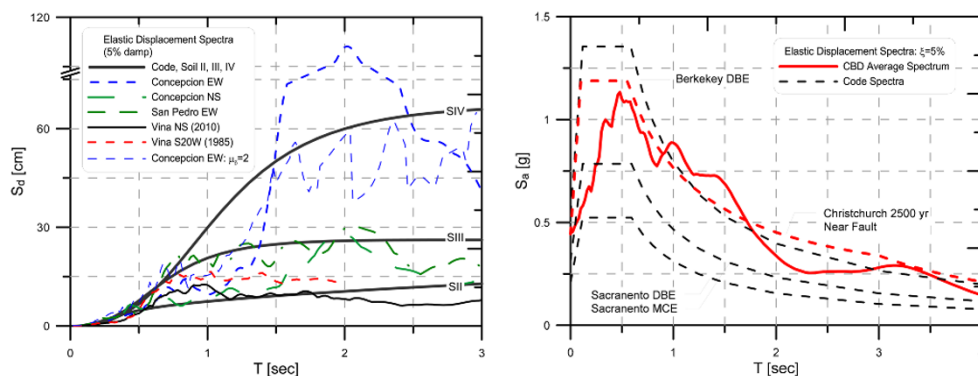 120
60
30
0
S_d [cm]
Elastic Displacement Spectra
(5% damp)
Code, Soil II, III, IV
Concepcion EW
Concepcion NS
San Pedro EW
Vina NS (2010)
Vina S20W (1985)
Concepcion EW: μ₀=2
SIV
SIII
SII
0
1
2
3
T [sec]
1.5
1
0.5
0
S_a [g]
Elastic Displacement Spectra: ξ=5%
CBD Average Spectrum
Code Spectra
Berkekey DBE
Christchurch 2500 yr
Near Fault
Sacranento DBE
Sacranento MCE
0
1
2
3
T [sec]